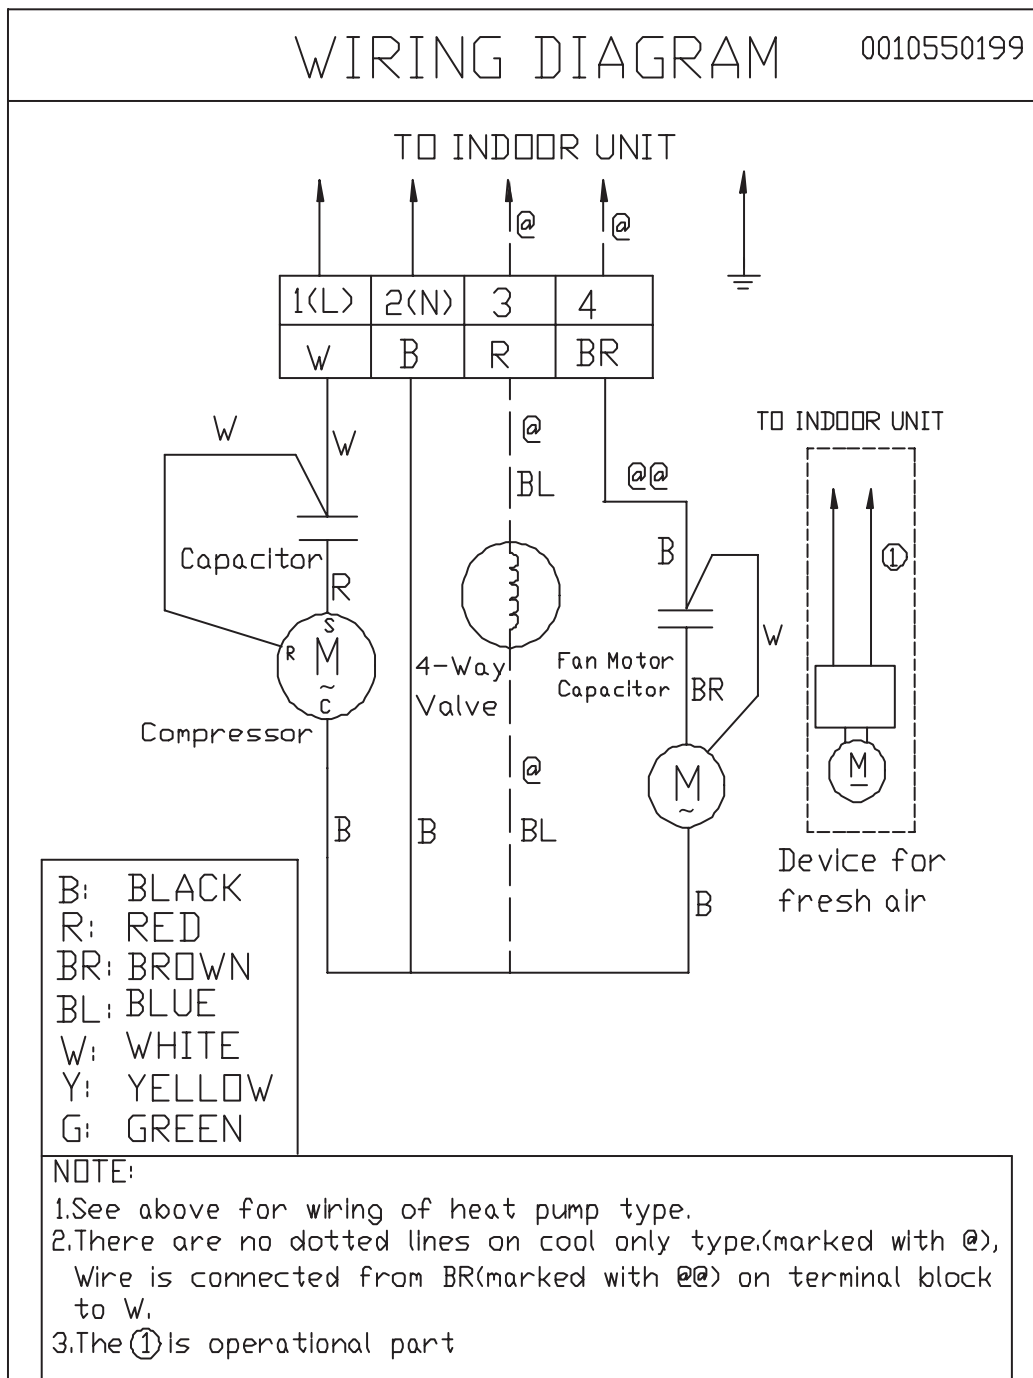 WIRING DIAGRAM
0010550199
TO INDOOR UNIT
@ @
1(L) 2(N) 3 4
W B R BR
W
W
@
BL
@@
TO INDOOR UNIT
Capacitor
R
B
W
1
S
R
M
~
C
Compressor
4-Way
Valve
Fan Motor
Capacitor
BR
M
~
M
@
B
B
BL
B
Device for
fresh air
B: BLACK
R: RED
BR: BROWN
BL: BLUE
W: WHITE
Y: YELLOW
G: GREEN
NOTE:
1.See above for wiring of heat pump type.
2.There are no dotted lines on cool only type.(marked with @),
Wire is connected from BR(marked with @@) on terminal block
to W.
3.The ① is operational part